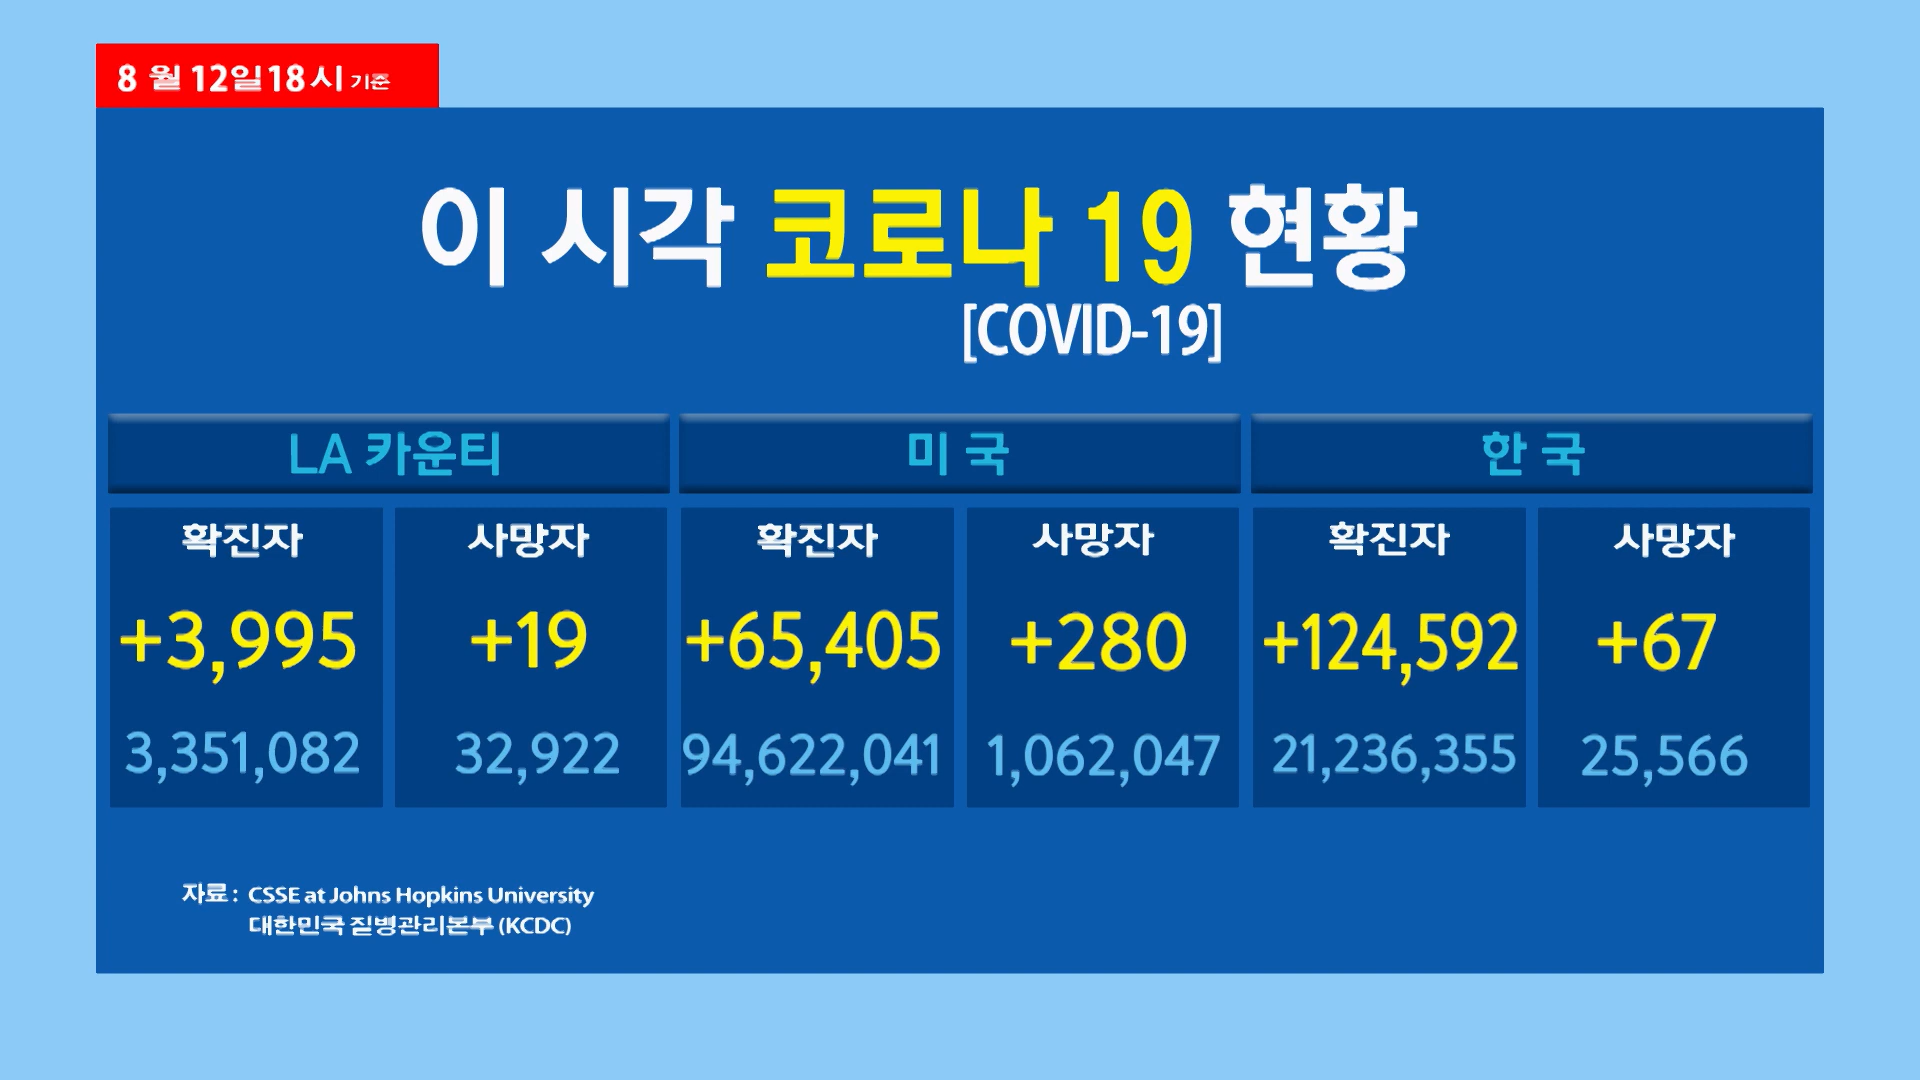 8 월 12일18시 기준
이 시각 코로나 19 현황
[COVID-19]
LA 카운티 미 국 한 국
확진자 사망자 확진자 사망자 확진자 사망자
+3,995 +19 +65,405 +280 +124,592 +67
3,351,082 32,922 94,622,041 1,062,047 21,236,355 25,566
자료 : CSSE at Johns Hopkins University
대한민국 질병관리본부 (KCDC)